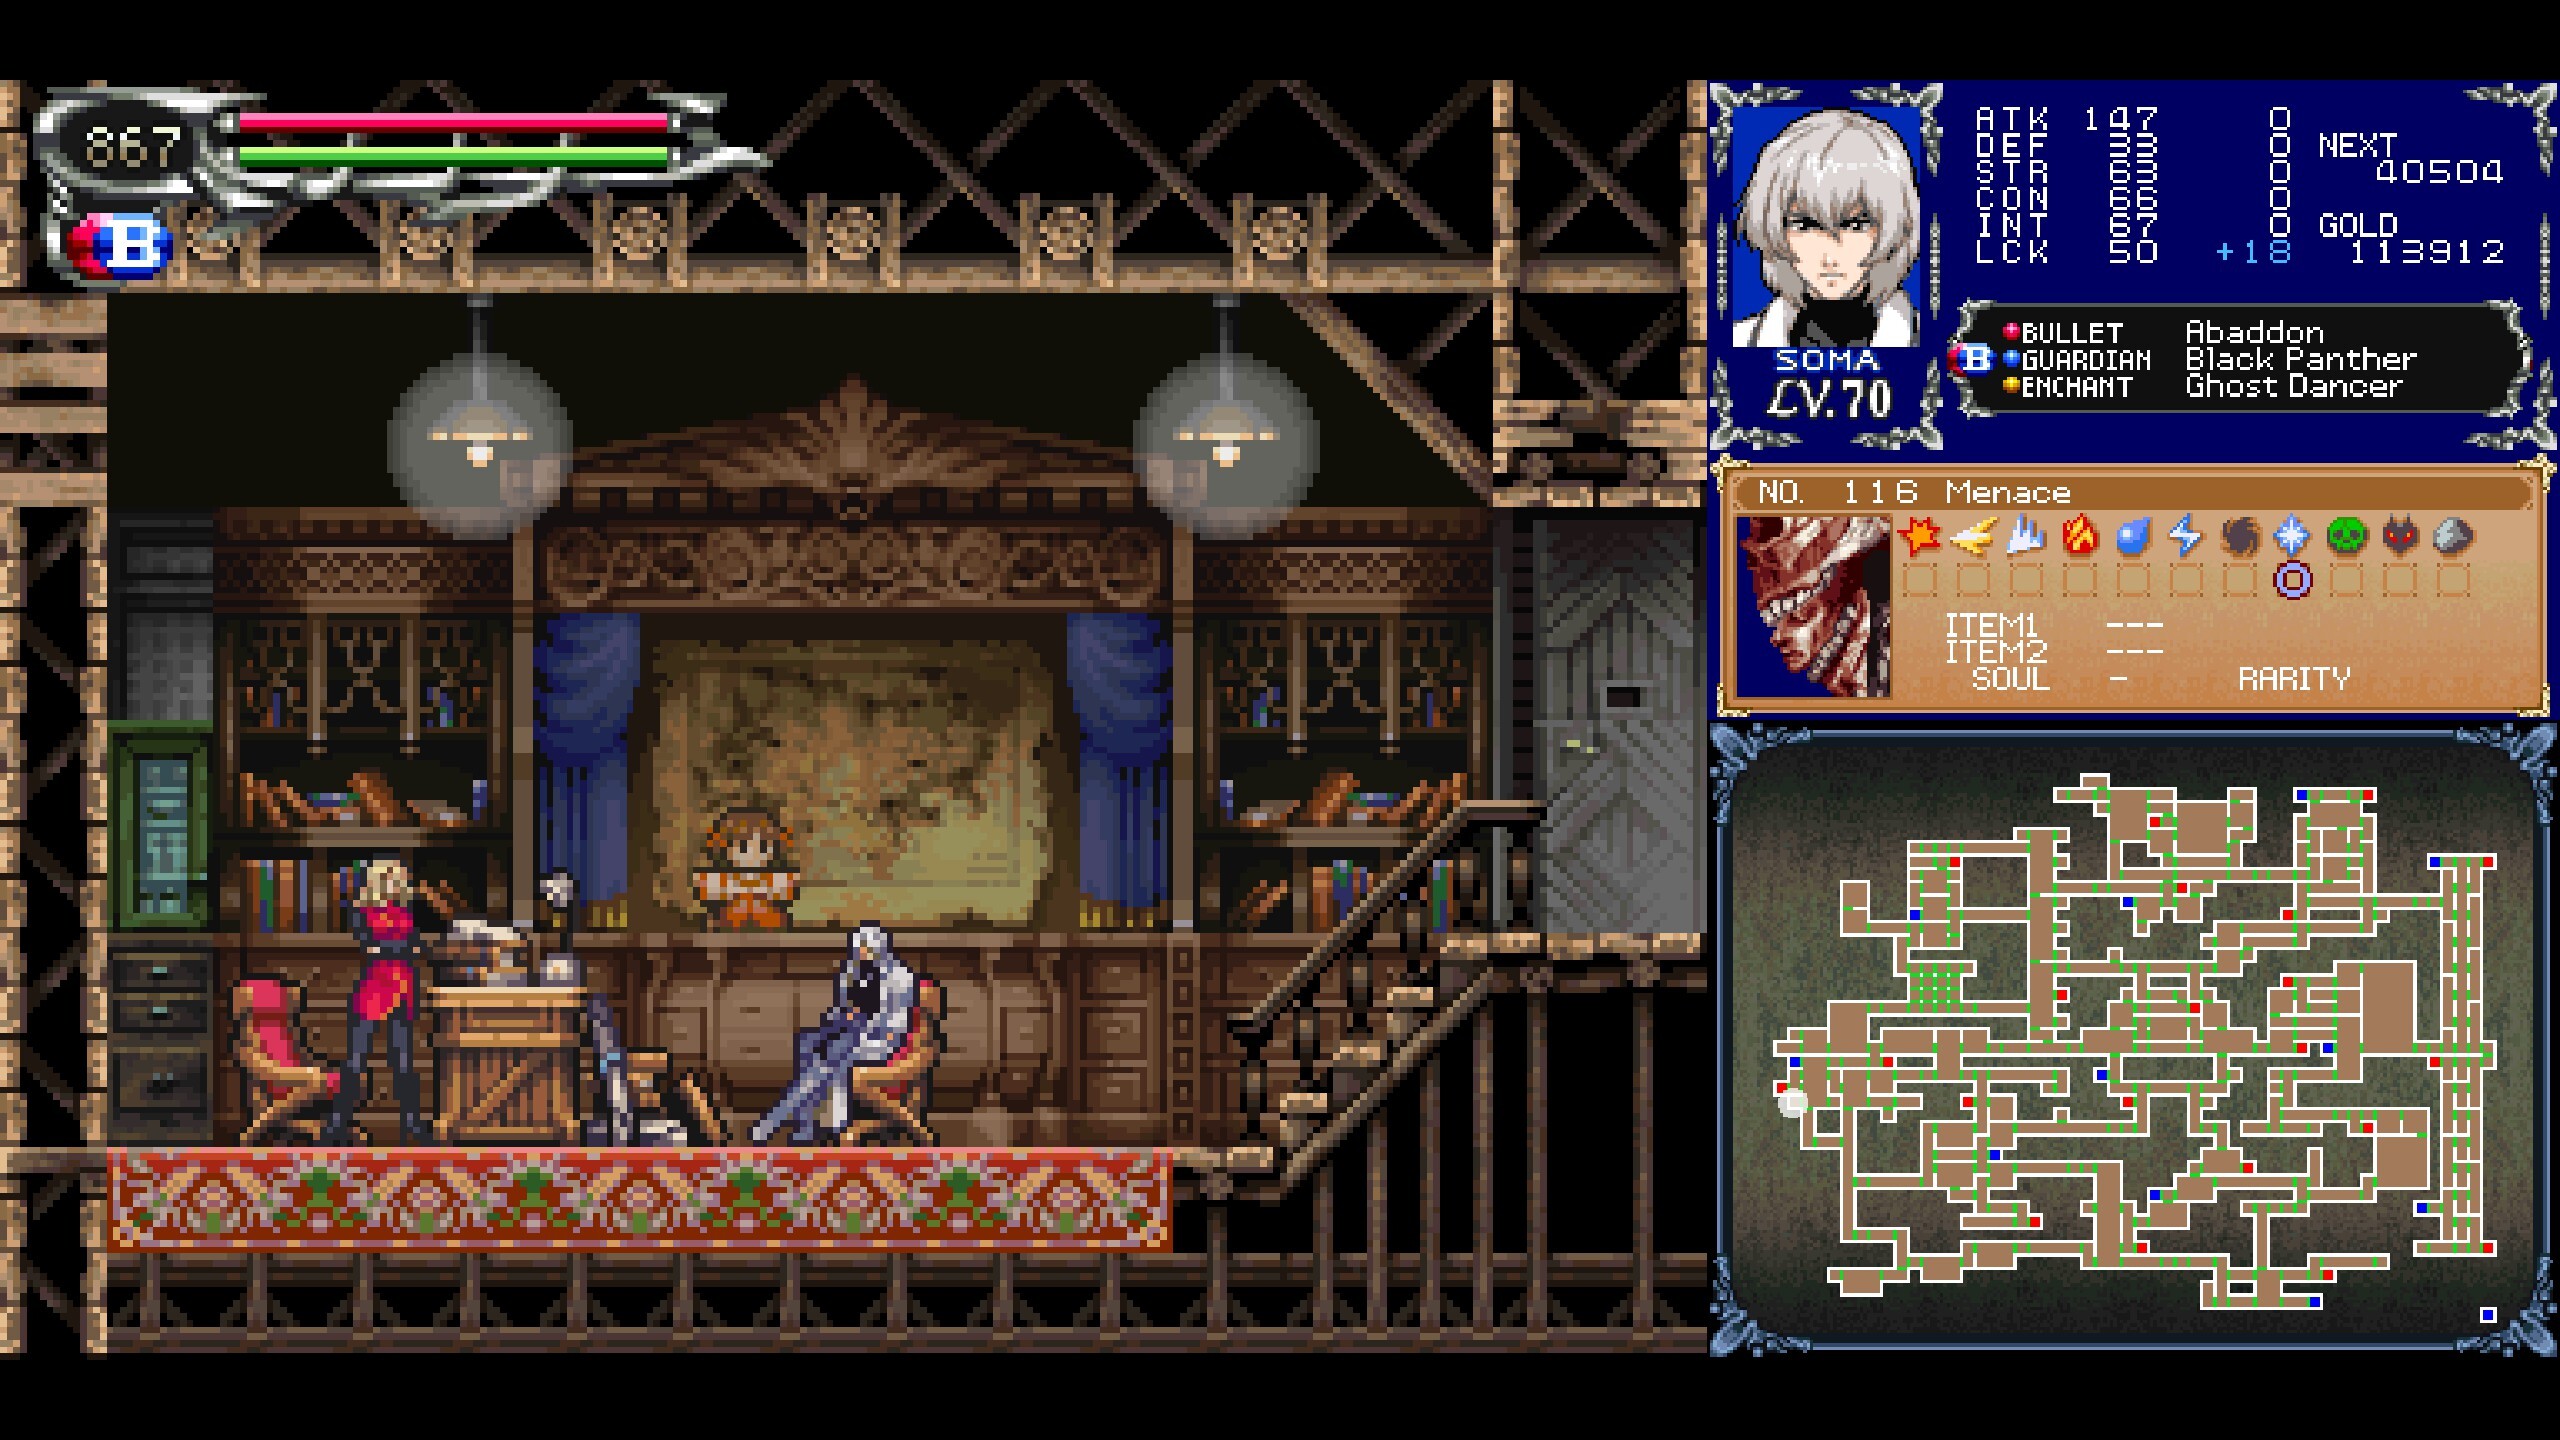 867
B
ATK 147 0
DEF 33 0 NEXT
STR 63 0 40504
CON 66 0
INT 67 0 GOLD
LCK 50 +18 113912
BULLET Abaddon
B GUARDIAN Black Panther
ENCHANT Ghost Dancer
SOMA
LV.70
NO. 116 Menace
ITEM1 ---
ITEM2 ---
SOUL - RARITY